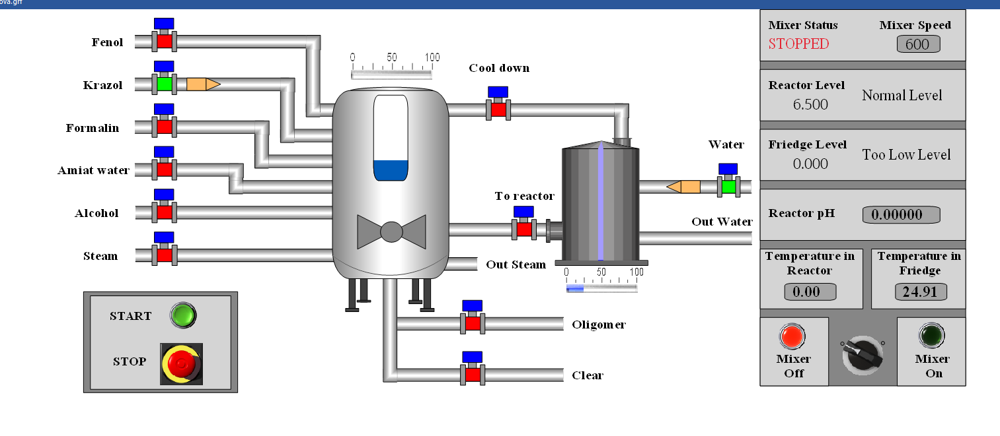 ova.grf
Fenol
Krazol
Formalin
Amiat water
Alcohol
Steam
0 50 100
Cool down
To reactor
Water
Out Water
Out Steam
0 50 100
Oligomer
Clear
START
STOP
Mixer Status
STOPPED
Mixer Speed
600
Reactor Level
6.500
Normal Level
Friedge Level
0.000
Too Low Level
Reactor pH
0.00000
Temperature in
Reactor
0.00
Temperature in
Friedge
24.91
Mixer
Off
Mixer
On